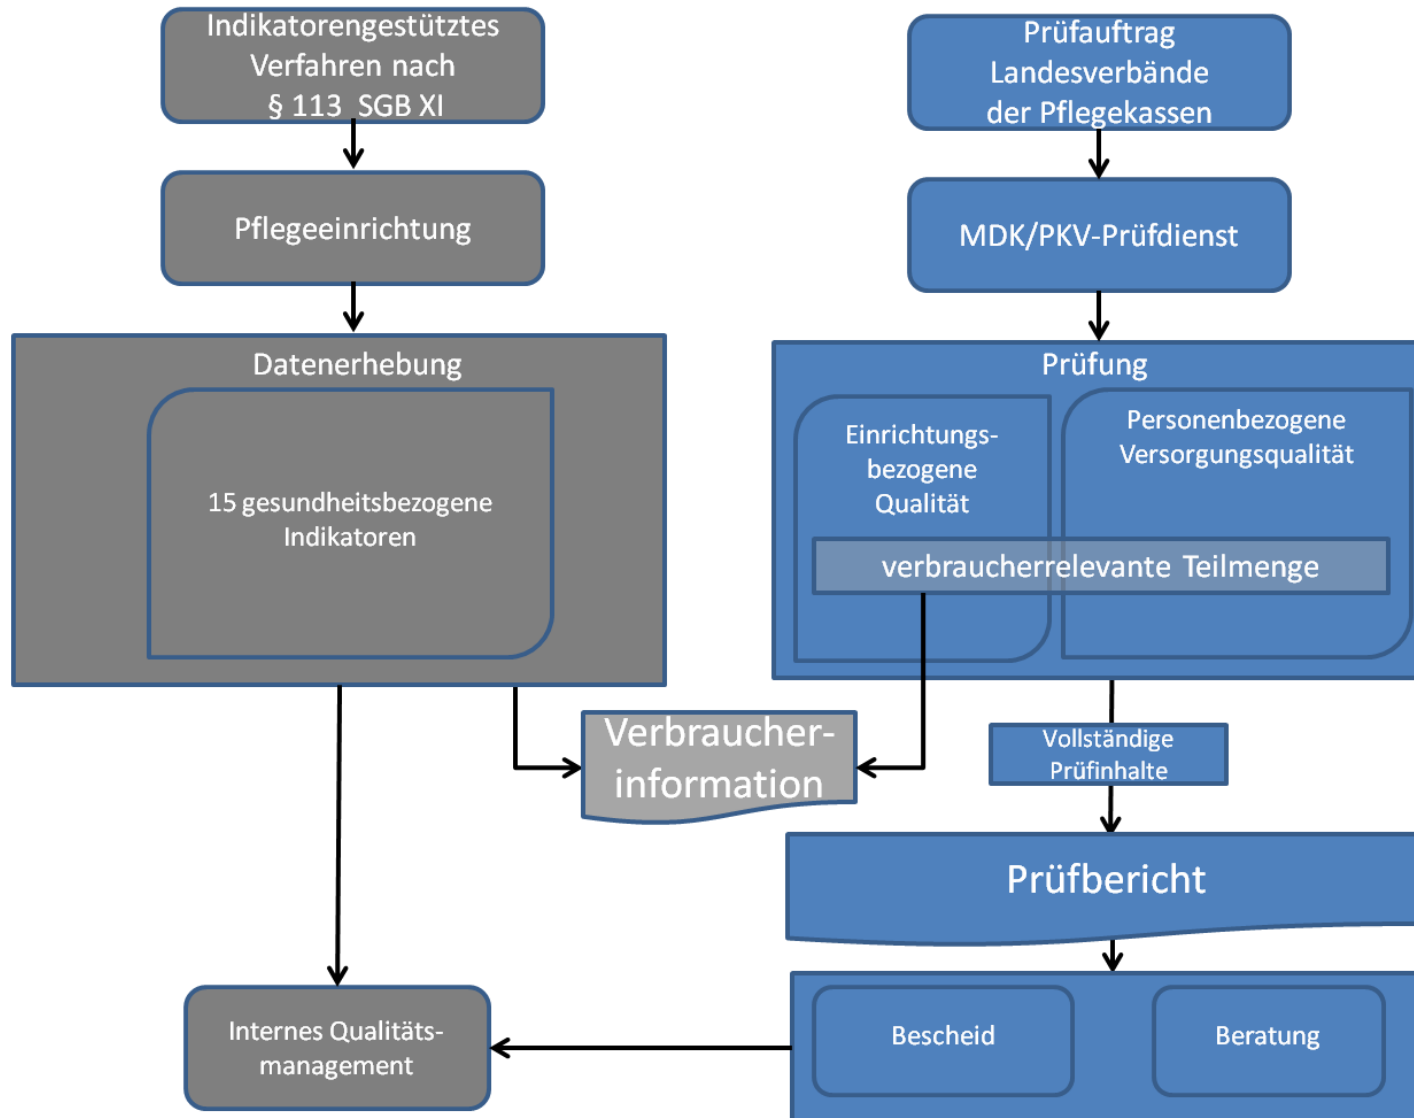 Indikatorengestütztes
Verfahren nach
§ 113 SGB XI
Pflegeeinrichtung
Datenerhebung
15 gesundheitsbezogene
Indikatoren
Prüfauftrag
Landesverbände
der Pflegekassen
MDK/PKV-Prüfdienst
Prüfung
Einrichtungs-
bezogene
Qualität
Personenbezogene
Versorgungsqualität
verbraucherrelevante Teilmenge
Verbraucher-
information
Vollständige
Prüfinhalte
Prüfbericht
Bescheid
Beratung
Internes Qualitäts-
management